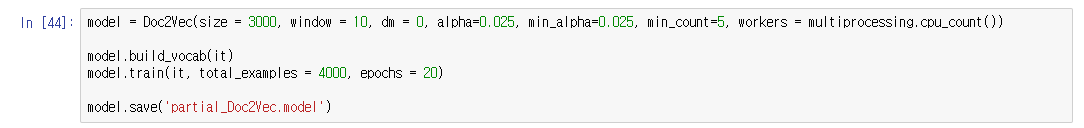 In [44]: model = Doc2Vec(size = 3000, window = 10, dm = 0, alpha=0.025, min_alpha=0.025, min_count=5, workers = multiprocessing.cpu_count())
model.build_vocab(it)
model.train(it, total_examples = 4000, epochs = 20)
model.save('partial_Doc2Vec.model')